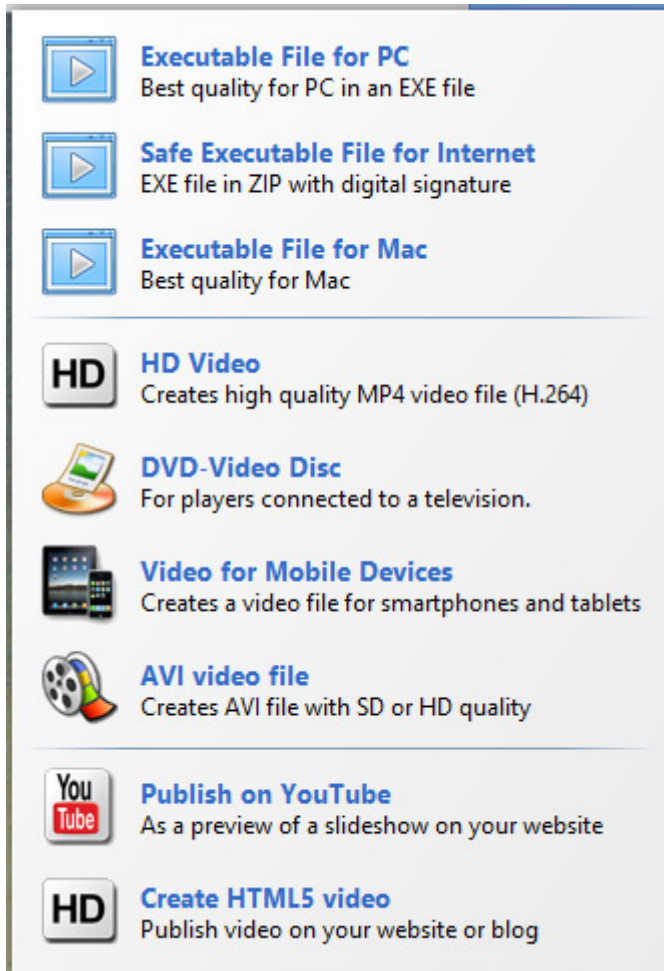 Executable File for PC
Best quality for PC in an EXE file
Safe Executable File for Internet
EXE file in ZIP with digital signature
Executable File for Mac
Best quality for Mac
HD
HD Video
Creates high quality MP4 video file (H.264)
DVD-Video Disc
For players connected to a television.
Video for Mobile Devices
Creates a video file for smartphones and tablets
AVI video file
Creates AVI file with SD or HD quality
You
Tube
Publish on YouTube
As a preview of a slideshow on your website
HD
Create HTML5 video
Publish video on your website or blog